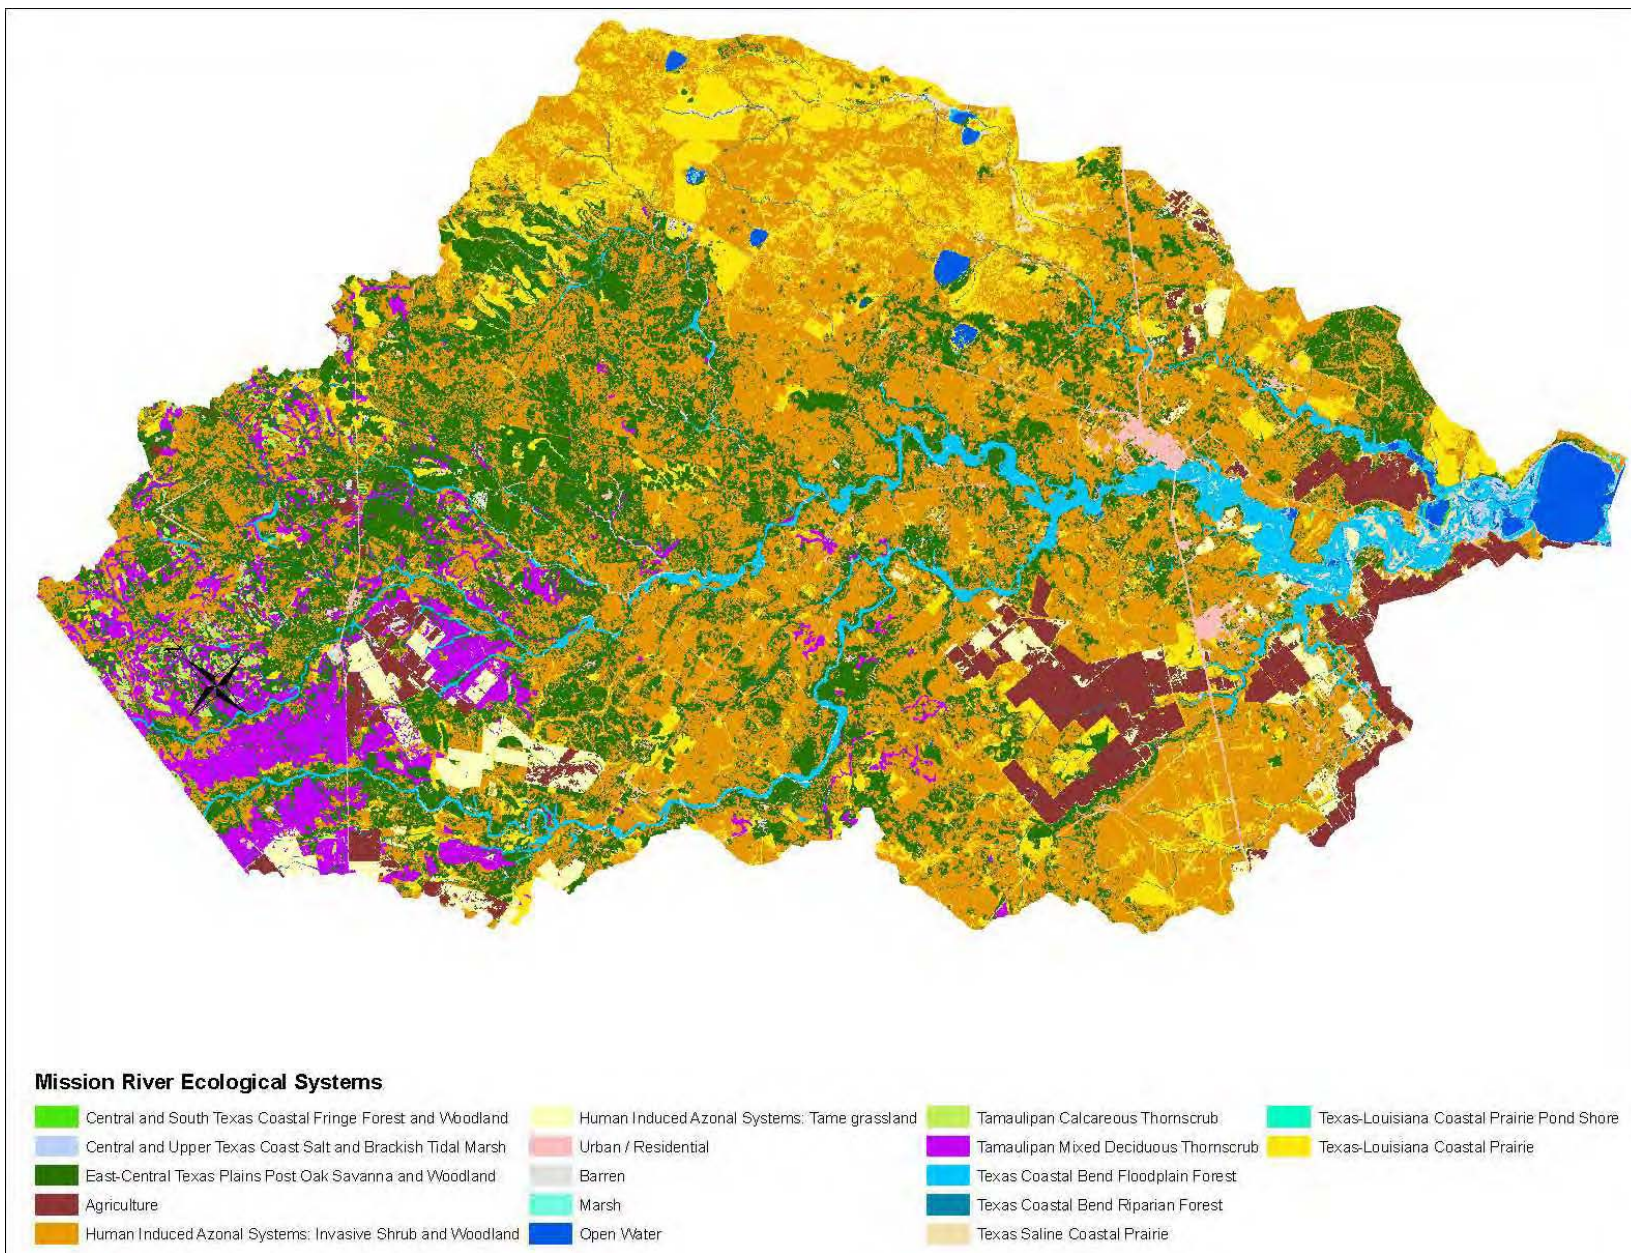 Mission River Ecological Systems
Central and South Texas Coastal Fringe Forest and Woodland
Central and Upper Texas Coast Salt and Brackish Tidal Marsh
East-Central Texas Plains Post Oak Savanna and Woodland
Agriculture
Human Induced Azonal Systems: Invasive Shrub and Woodland
Human Induced Azonal Systems: Tame grassland
Urban / Residential
Barren
Marsh
Open Water
Tamaulipan Calcareous Thornscrub
Tamaulipan Mixed Deciduous Thornscrub
Texas Coastal Bend Floodplain Forest
Texas Coastal Bend Riparian Forest
Texas Saline Coastal Prairie
Texas-Louisiana Coastal Prairie Pond Shore
Texas-Louisiana Coastal Prairie